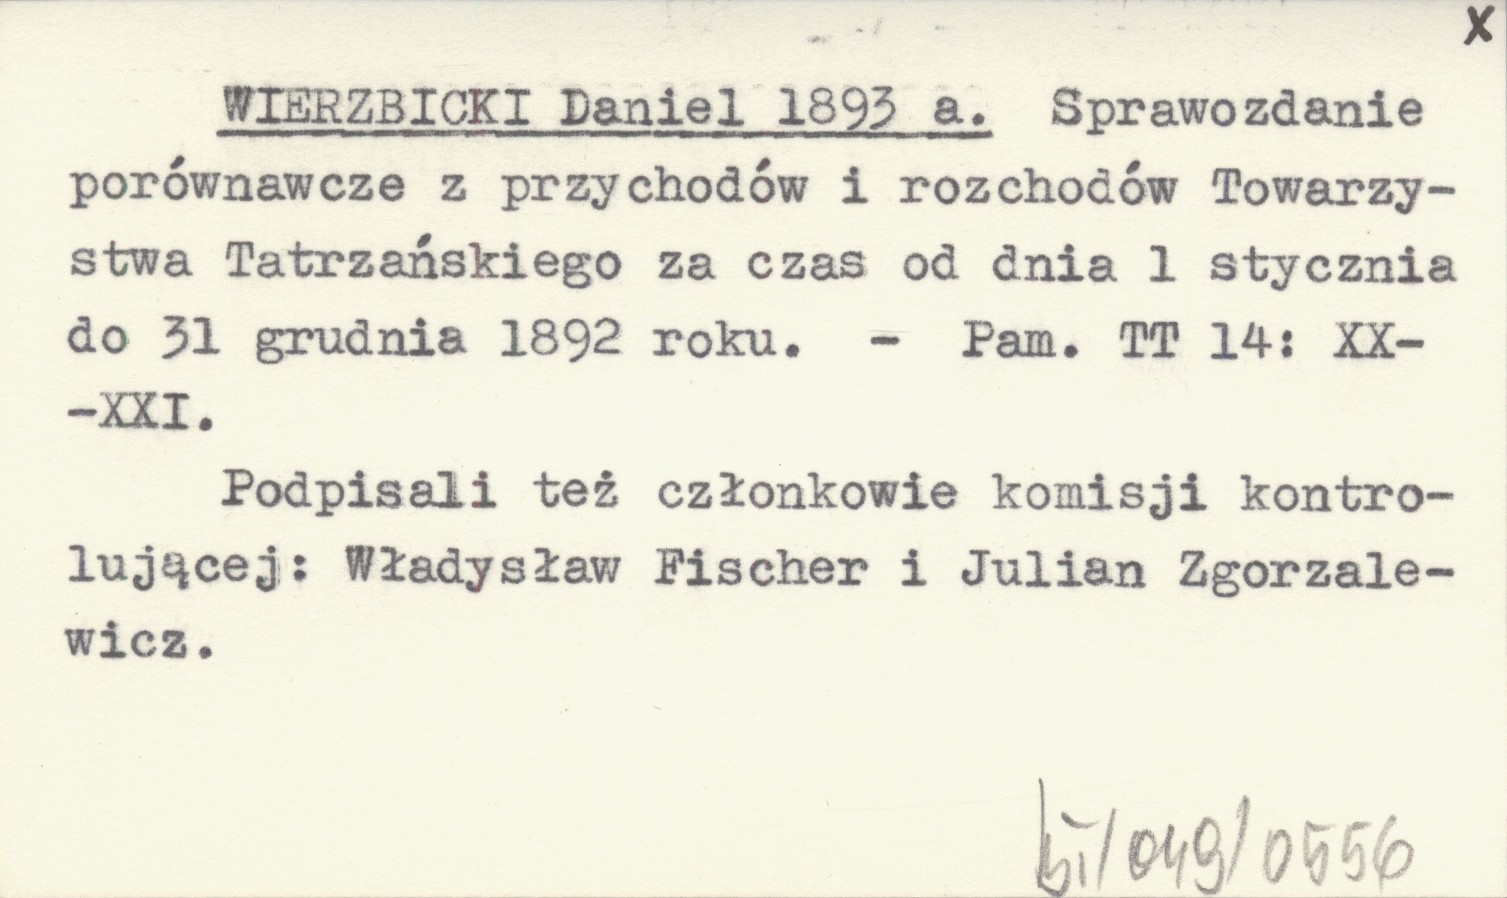 x
WIERZBICKI Daniel 1893 a. Sprawozdanie
porównawcze z przychodów i rozchodów Towarzy-
stwa Tatrzańskiego za czas od dnia 1 stycznia
do 31 grudnia 1892 roku. - Pam. TT 14: XX-
-XXI.
Podpisali też członkowie komisji kontro-
lującej: Władysław Fischer i Julian Zgorzale-
wicz.
bi/049/0556